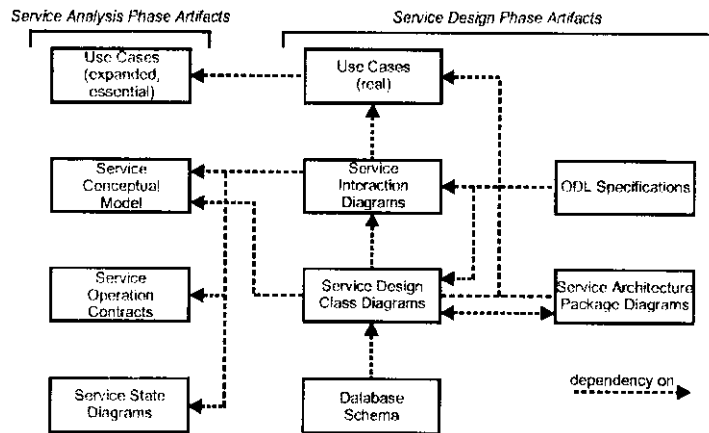 Service Analysis Phase Artifacts
Service Design Phase Artifacts
Use Cases
(expanded,
essential)
Use Cases
(real)
Service
Conceptual
Model
Service
Interaction
Diagrams
ODL Specifications
Service
Operation
Contracts
Service Design
Class Diagrams
Service Architecture
Package Diagrams
Service State
Diagrams
Database
Schema
dependency on